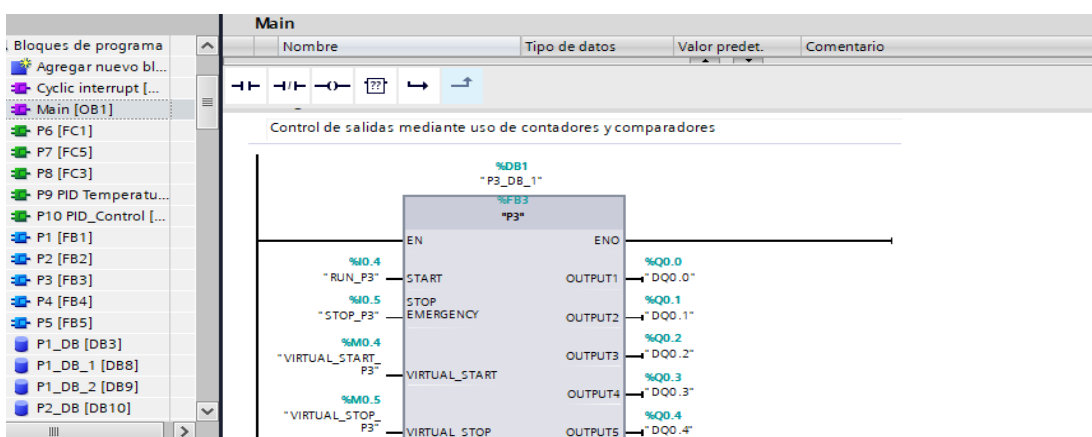 Main
Bloques de programa
Nombre
Tipo de datos
Valor predet.
Comentario
Agregar nuevo bl...
Cyclic interrupt [...
Main [OB1]
P6 [FC1]
P7 [FC5]
P8 [FC3]
P9 PID Temperatu...
P10 PID_Control [...
P1 [FB1]
P2 [FB2]
P3 [FB3]
P4 [FB4]
P5 [FB5]
P1_DB [DB3]
P1_DB_1 [DB8]
P1_DB_2 [DB9]
P2_DB [DB10]
??
Control de salidas mediante uso de contadores y comparadores
%DB1
"P3_DB_1"
%FB3
"P3"
EN
ENO
%I0.4
"RUN_P3"
START
%I0.5
"STOP_P3"
STOP
EMERGENCY
%M0.4
"VIRTUAL_START_
P3"
VIRTUAL_START
%M0.5
"VIRTUAL_STOP_
P3"
VIRTUAL STOP
%Q0.0
OUTPUT1
"DQ0.0"
%Q0.1
OUTPUT2
"DQ0.1"
%Q0.2
OUTPUT3
"DQ0.2"
%Q0.3
OUTPUT4
"DQ0.3"
%Q0.4
OUTPUT5
"DQ0.4"